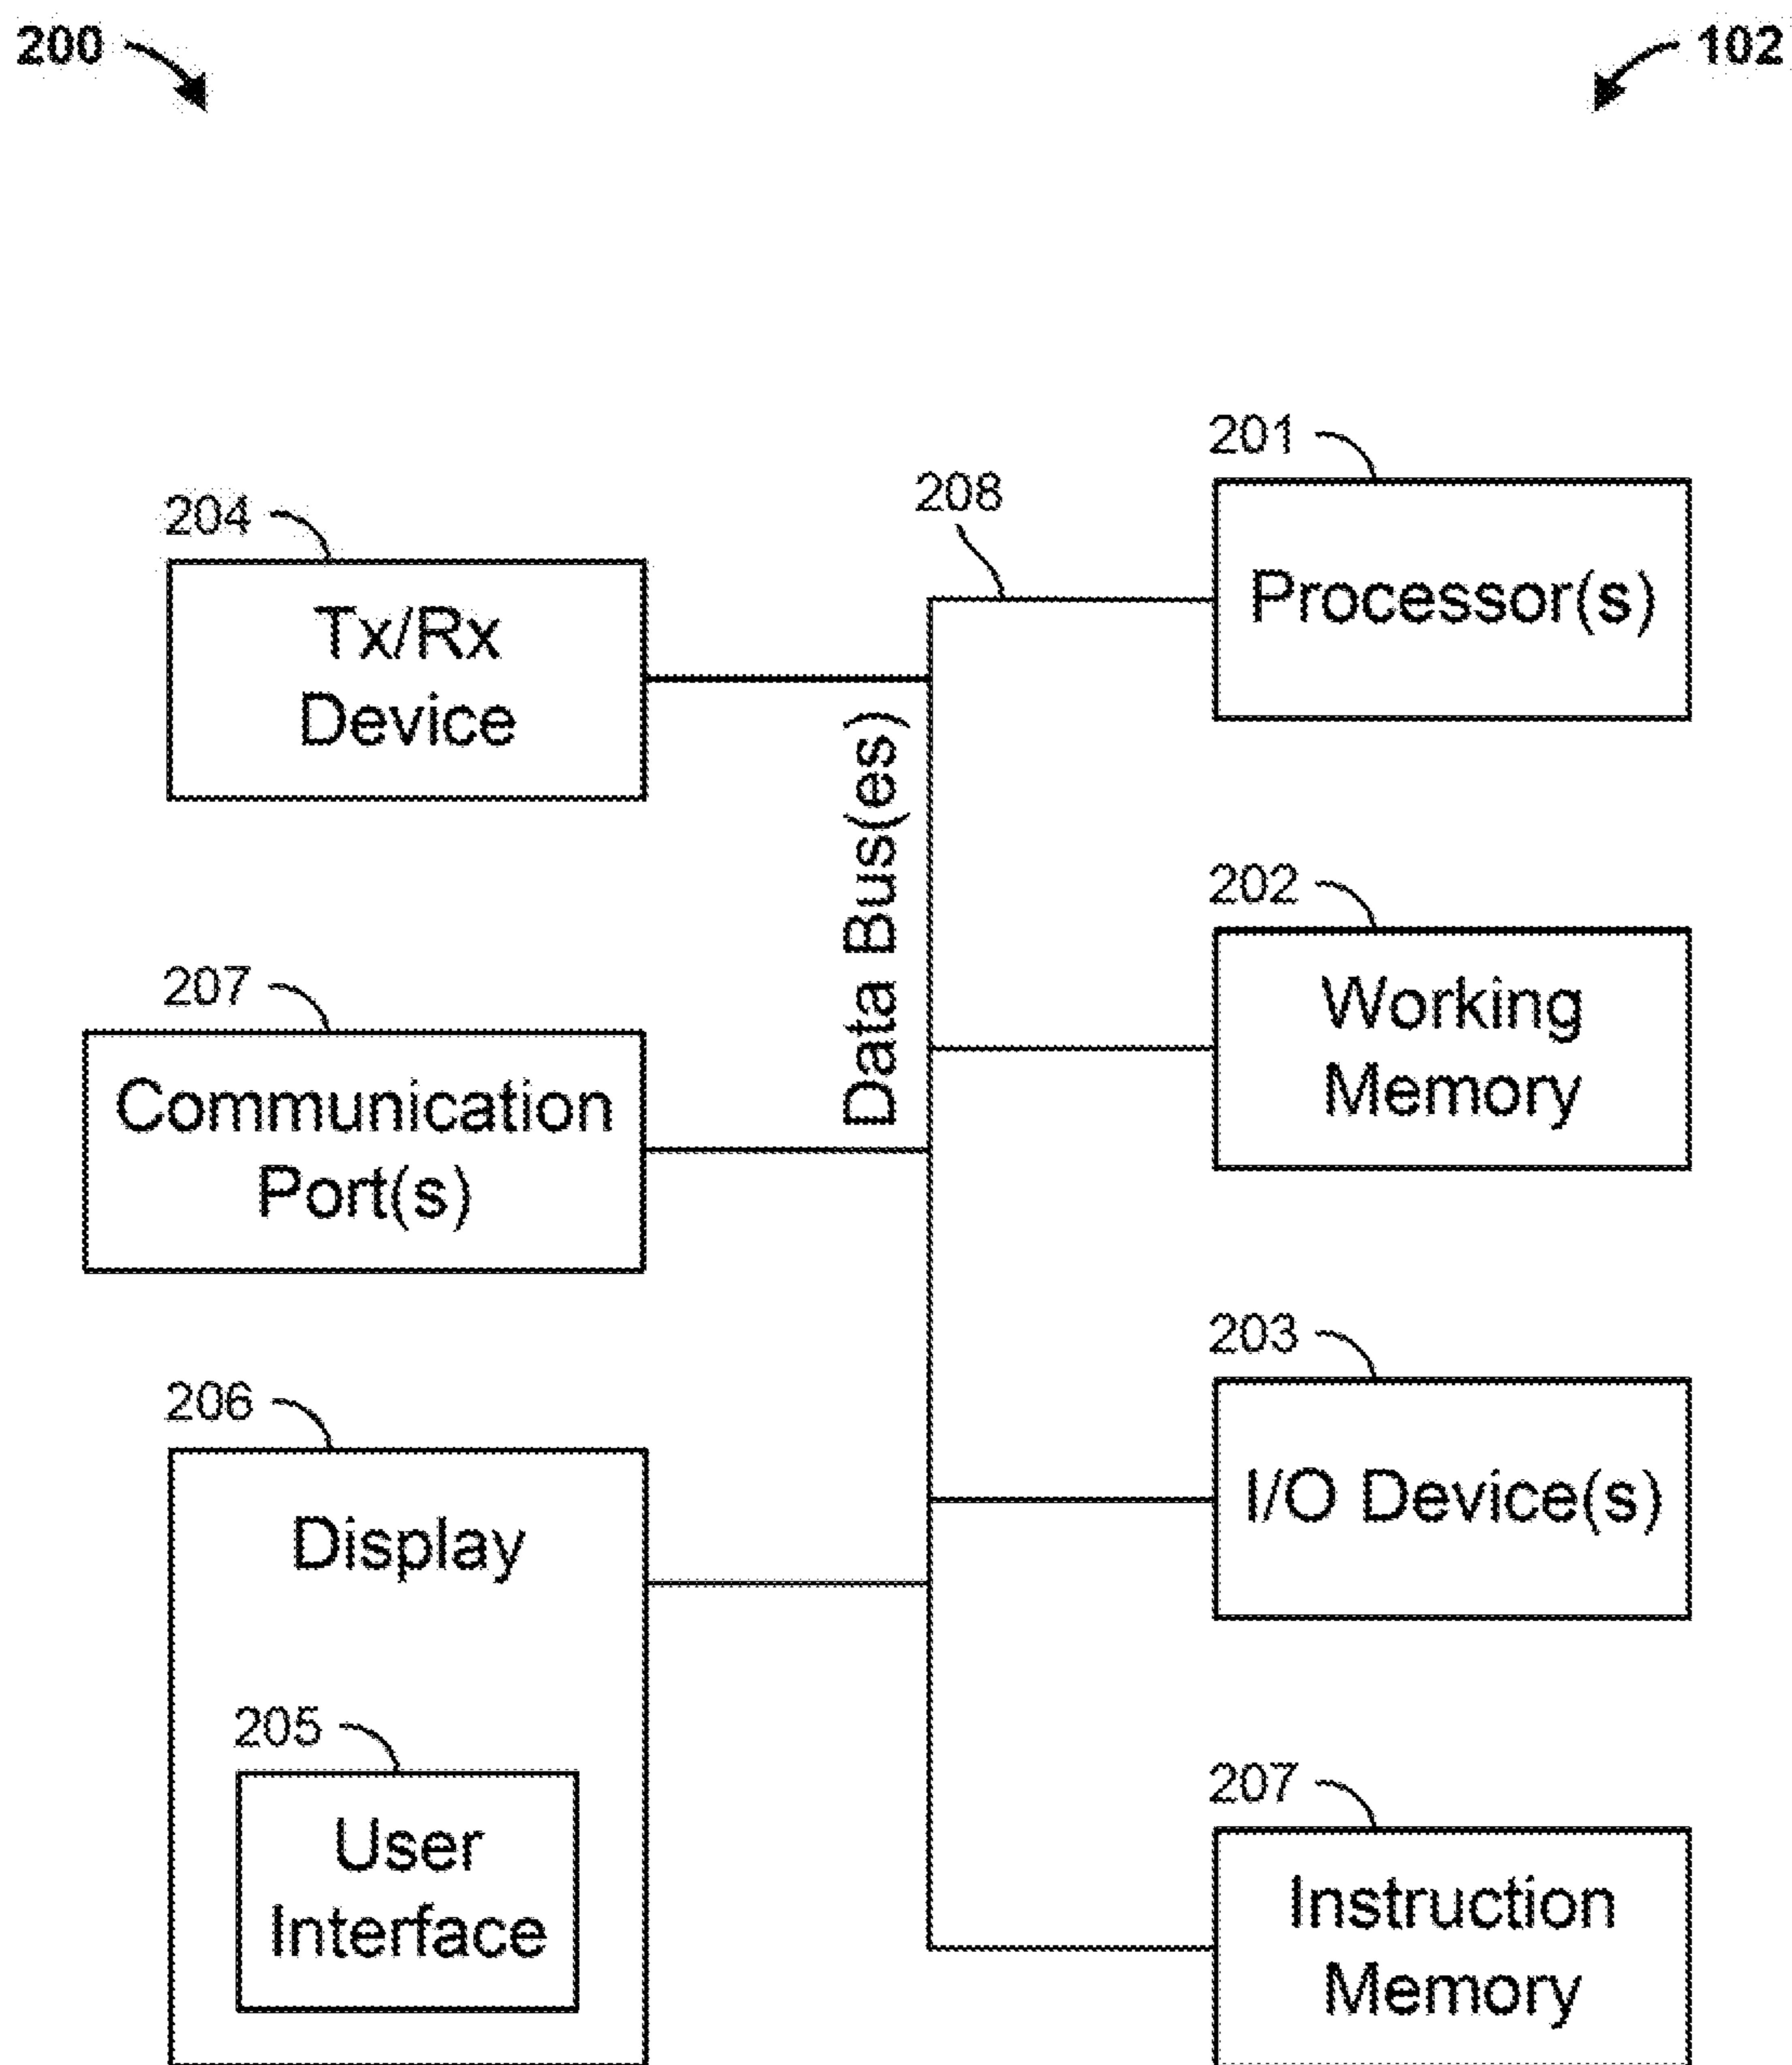 200
102
204
Tx/Rx
Device
207
Communication
Port(s)
206
Display
205
User
Interface
Data Bus(es)
208
201
Processor(s)
202
Working
Memory
203
I/O Device(s)
207
Instruction
Memory